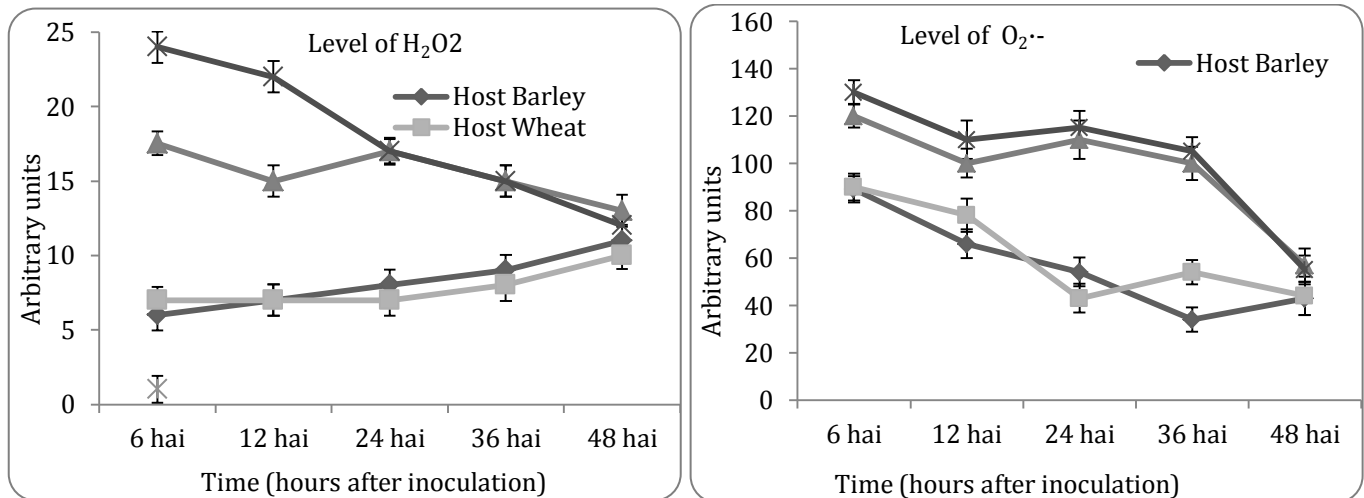 Level of H₂O2
Arbitrary units
25
20
15
10
5
0
Host Barley
Host Wheat
6 hai 12 hai 24 hai 36 hai 48 hai
Time (hours after inoculation)
Level of O₂·-
Arbitrary units
160
140
120
100
80
60
40
20
0
Host Barley
6 hai 12 hai 24 hai 36 hai 48 hai
Time (hours after inoculation)